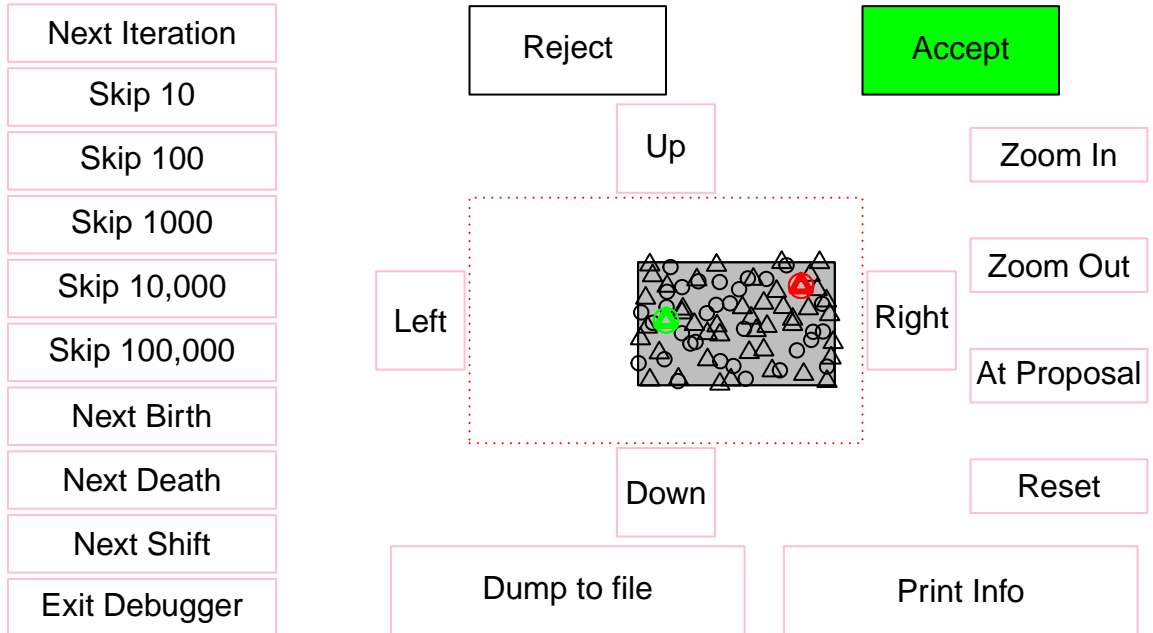 Next Iteration
Skip 10
Skip 100
Skip 1000
Skip 10,000
Skip 100,000
Next Birth
Next Death
Next Shift
Exit Debugger
Reject
Accept
Up
Left
Right
Down
Zoom In
Zoom Out
At Proposal
Reset
Dump to file
Print Info